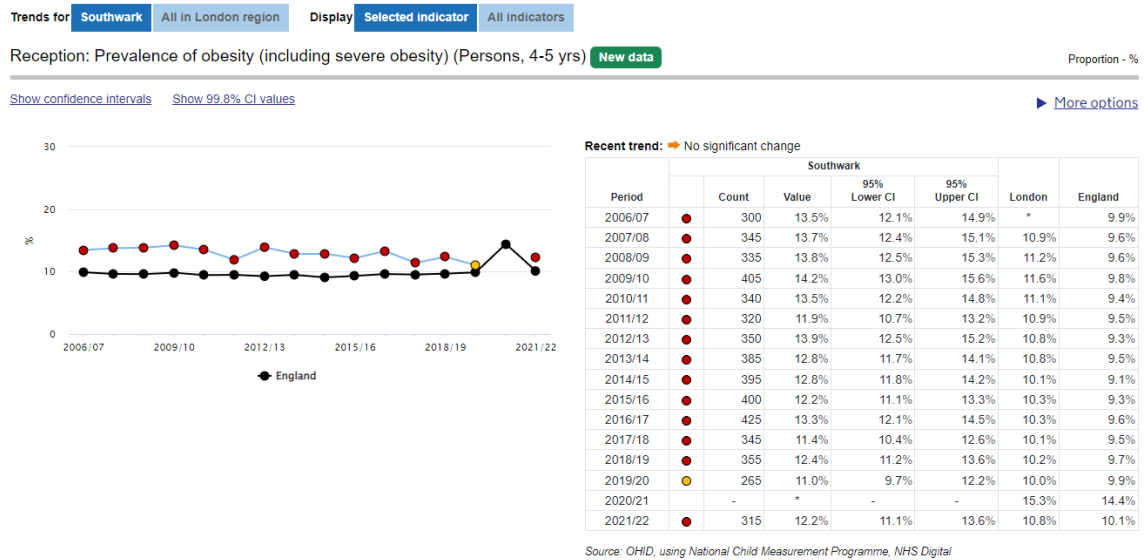 Trends for Southwark All in London region Display Selected indicator All indicators
Reception: Prevalence of obesity (including severe obesity) (Persons, 4-5 yrs) New data Proportion - %
Show confidence intervals Show 99.8% CI values ► More options
30
20
%
10
0
2006/07 2009/10 2012/13 2015/16 2018/19 2021/22
England
Recent trend: No significant change
Southwark
Period Count Value 95% Lower CI 95% Upper CI London England
2006/07 300 13.5% 12.1% 14.9% * 9.9%
2007/08 345 13.7% 12.4% 15.1% 10.9% 9.6%
2008/09 335 13.8% 12.5% 15.3% 11.2% 9.6%
2009/10 405 14.2% 13.0% 15.6% 11.6% 9.8%
2010/11 340 13.5% 12.2% 14.8% 11.1% 9.4%
2011/12 320 11.9% 10.7% 13.2% 10.9% 9.5%
2012/13 350 13.9% 12.5% 15.2% 10.8% 9.3%
2013/14 385 12.8% 11.7% 14.1% 10.8% 9.5%
2014/15 395 12.8% 11.8% 14.2% 10.1% 9.1%
2015/16 400 12.2% 11.1% 13.3% 10.3% 9.3%
2016/17 425 13.3% 12.1% 14.5% 10.3% 9.6%
2017/18 345 11.4% 10.4% 12.6% 10.1% 9.5%
2018/19 355 12.4% 11.2% 13.6% 10.2% 9.7%
2019/20 265 11.0% 9.7% 12.2% 10.0% 9.9%
2020/21 - * - - 15.3% 14.4%
2021/22 315 12.2% 11.1% 13.6% 10.8% 10.1%
Source: OHID, using National Child Measurement Programme, NHS Digital